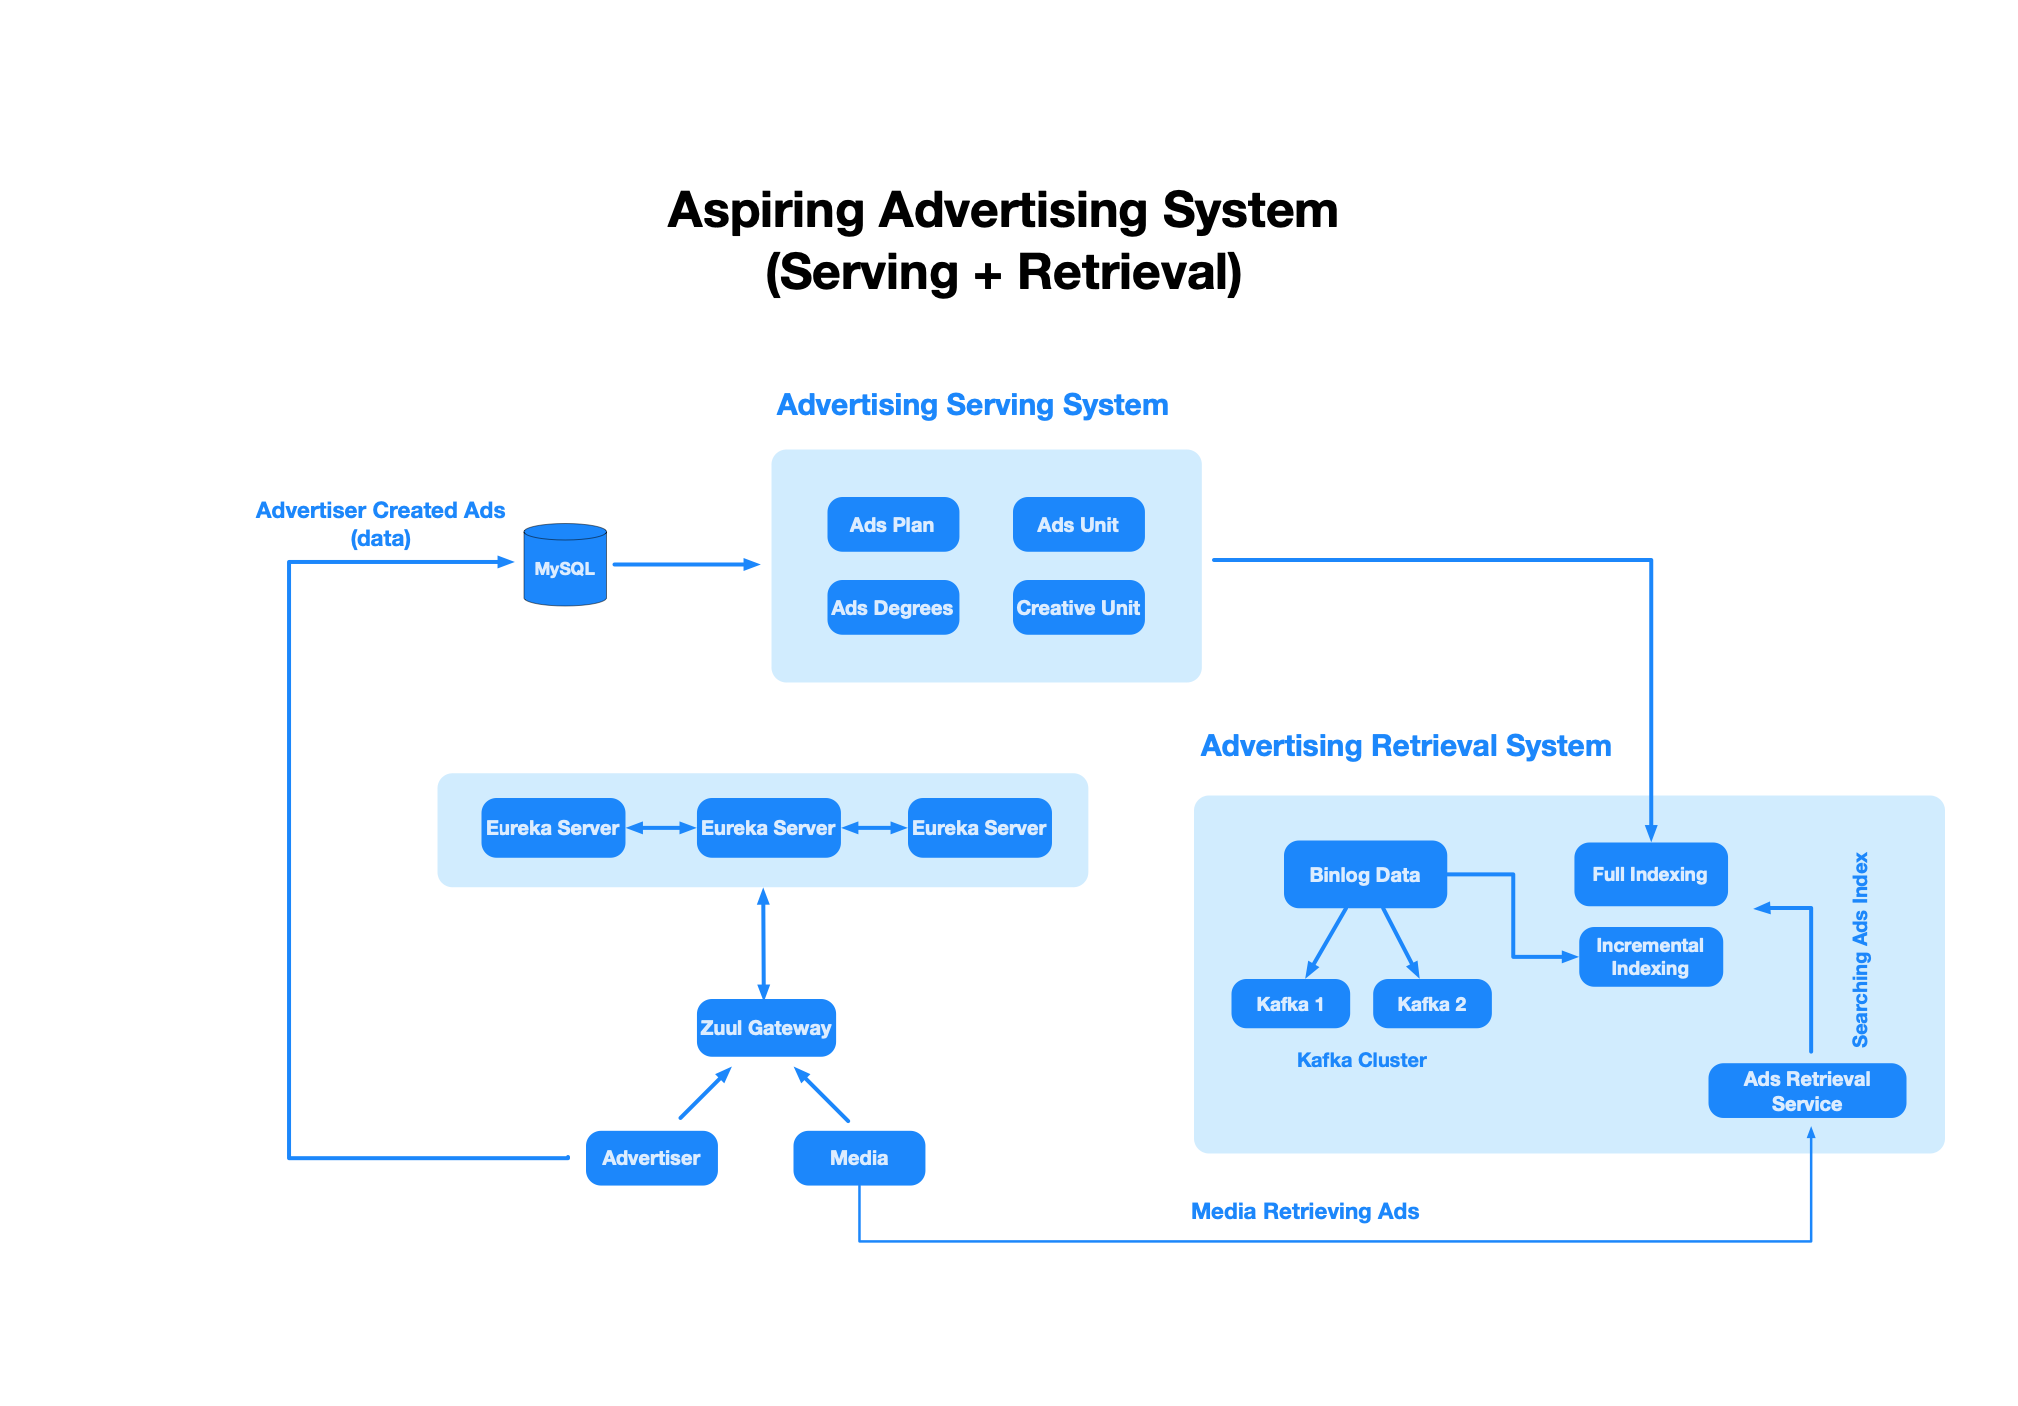 Aspiring Advertising System
(Serving + Retrieval)
Advertising Serving System
Advertiser Created Ads
(data)
MySQL
Ads Plan
Ads Unit
Ads Degrees
Creative Unit
Advertising Retrieval System
Eureka Server
Eureka Server
Eureka Server
Binlog Data
Full Indexing
Incremental
Indexing
Searching Ads Index
Kafka 1
Kafka 2
Kafka Cluster
Zuul Gateway
Ads Retrieval
Service
Advertiser
Media
Media Retrieving Ads